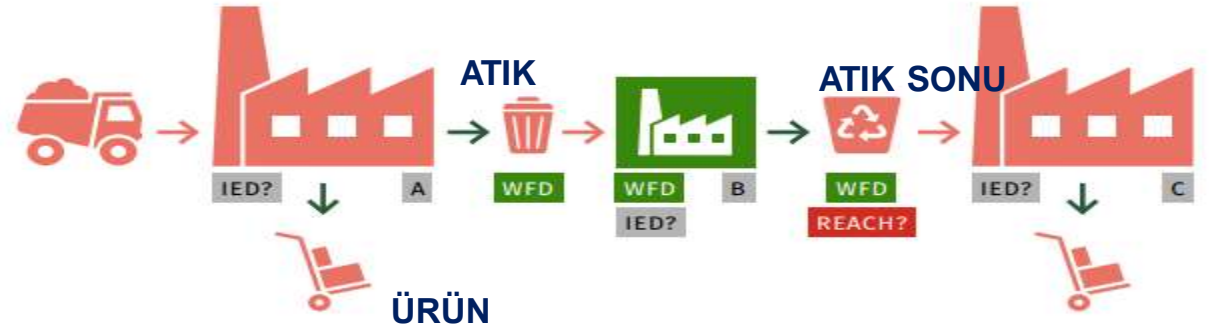 ATIK
ATIK SONU
IED? A WFD WFD B WFD IED? C
IED? REACH?
ÜRÜN